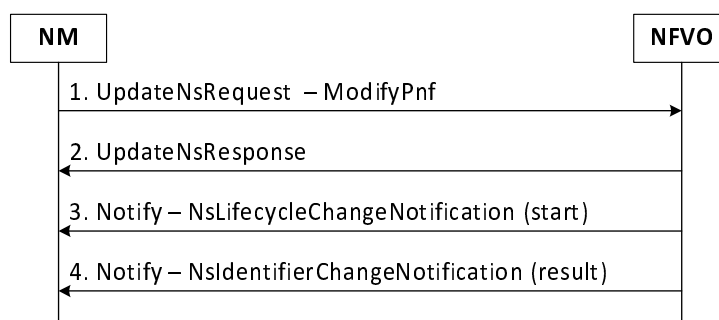 NM
NFVO
1. UpdateNsRequest – ModifyPnf
2. UpdateNsResponse
3. Notify – NsLifecycleChangeNotification (start)
4. Notify – NsIdentifierChangeNotification (result)